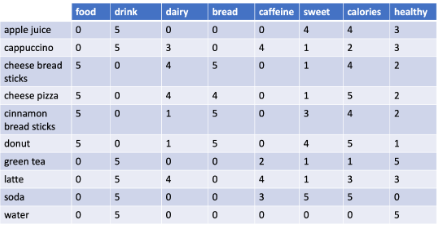 food drink dairy bread caffeine sweet calories healthy
apple juice 0 5 0 0 0 4 4 3
cappuccino 0 5 3 0 4 1 2 3
cheese bread 5 0 4 5 0 1 4 2
sticks
cheese pizza 5 0 4 4 0 1 5 2
cinnamon 5 0 1 5 0 3 4 2
bread sticks
donut 5 0 1 5 0 4 5 1
green tea 0 5 0 0 2 1 1 5
latte 0 5 4 0 4 1 3 3
soda 0 5 0 0 3 5 5 0
water 0 5 0 0 0 0 0 5